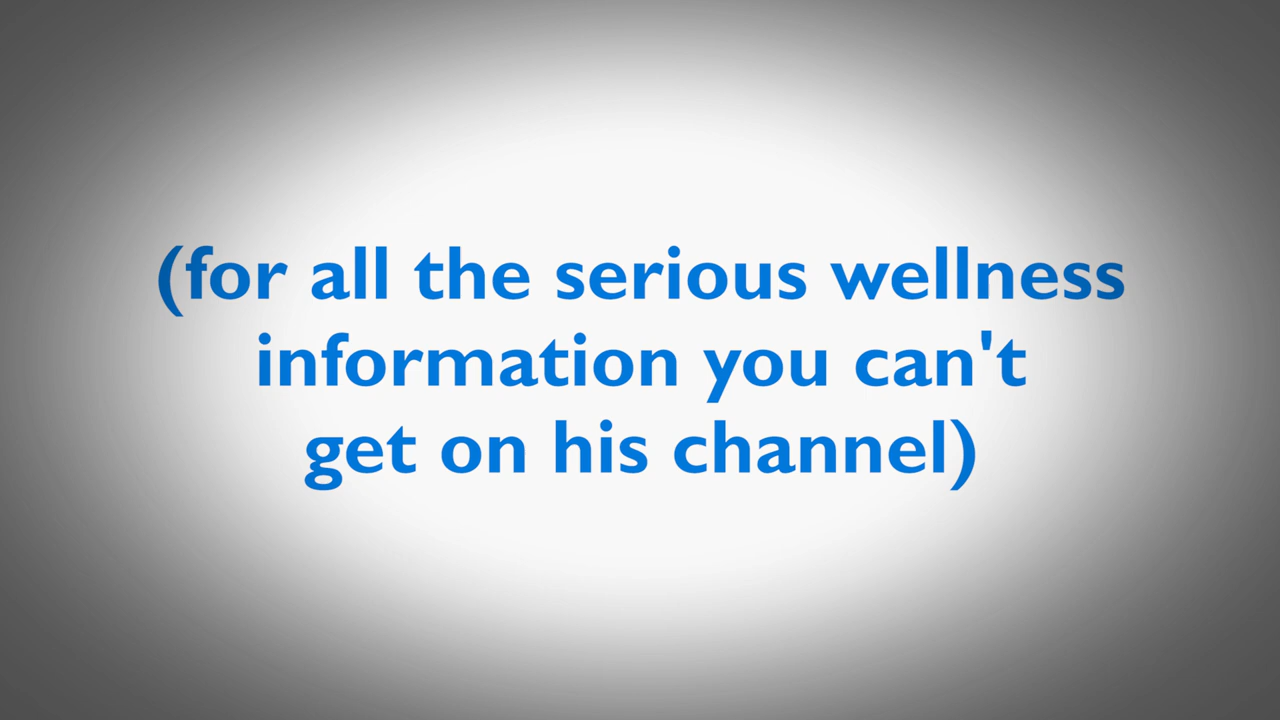 (for all the serious wellness
information you can't
get on his channel)